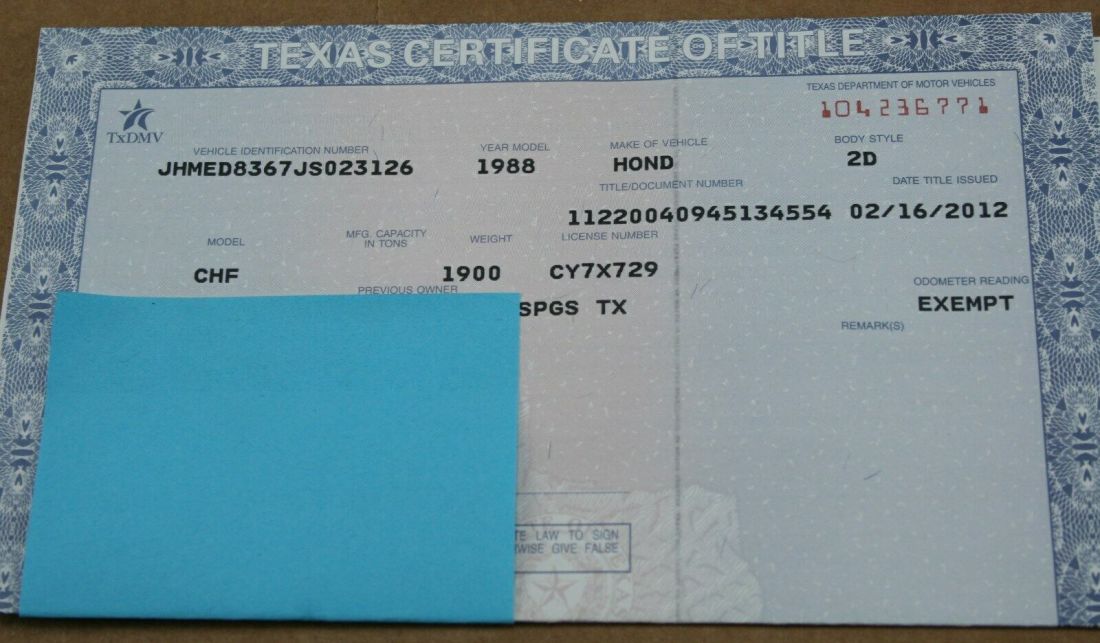 TEXAS CERTIFICATE OF TITLE
TEXAS DEPARTMENT OF MOTOR VEHICLES
104236771
TxDMV
VEHICLE IDENTIFICATION NUMBER YEAR MODEL MAKE OF VEHICLE BODY STYLE
JHMED8367JS023126 1988 HOND 2D
TITLE/DOCUMENT NUMBER DATE TITLE ISSUED
11220040945134554 02/16/2012
MODEL MFG. CAPACITY IN TONS WEIGHT LICENSE NUMBER
CHF 1900 CY7X729
PREVIOUS OWNER ODOMETER READING
SPGS TX EXEMPT
REMARK(S)
LAW TO SIGN
GIVE FALSE